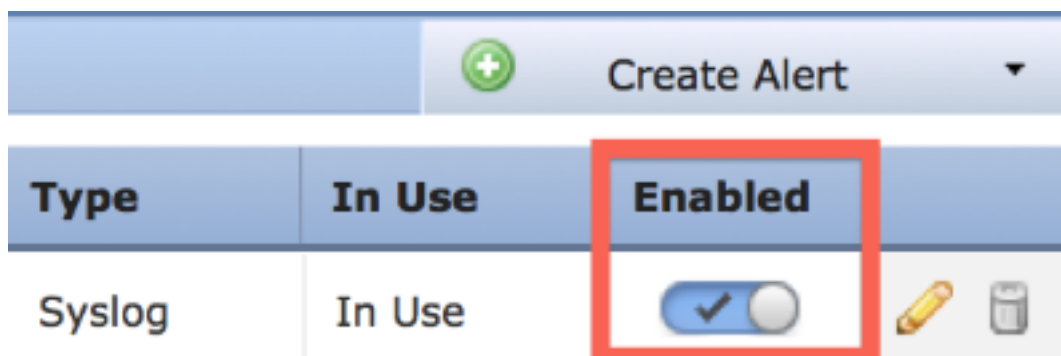 Create Alert
Type In Use Enabled
Syslog In Use